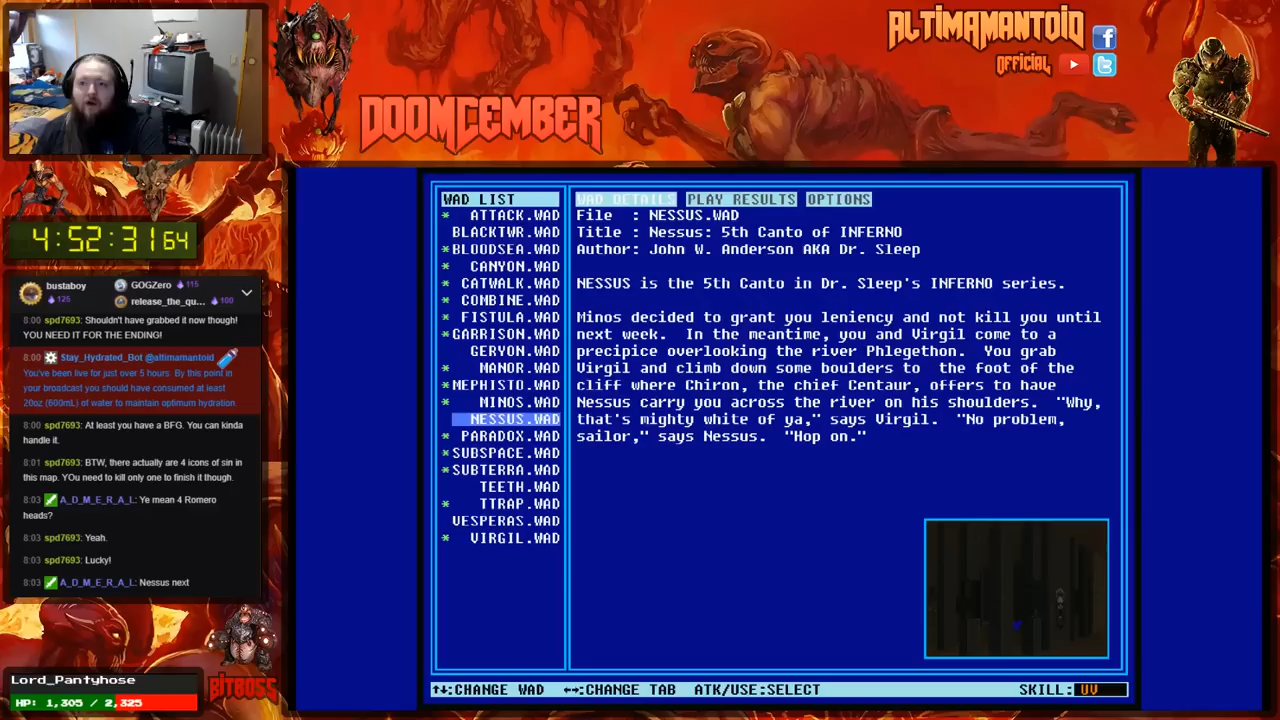 DOOMCEMBER
ALTIMAMANTOID
OFFICIAL
4:52:31 64
bustaboy
125
GOGZero 115
release_the_qu... 100
8:00 spd7693: Shouldn't have grabbed it now though!
YOU NEED IT FOR THE ENDING!
8:00 Stay_Hydrated_Bot @altimamantoid
You've been live for just over 5 hours. By this point in
your broadcast you should have consumed at least
20oz (600mL) of water to maintain optimum hydration.
8:00 spd7693: At least you have a BFG. You can kinda
handle it.
8:01 spd7693: BTW, there actually are 4 icons of sin in
this map. YOu need to kill only one to finish it though.
8:03 A_D_M_E_R_A_L: Ye mean 4 Romero
heads?
8:03 spd7693: Yeah.
8:03 spd7693: Lucky!
8:03 A_D_M_E_R_A_L: Nessus next
Lord_Pantyhose
HP: 1,305 / 2,325
BITBOSS
WAD LIST
* ATTACK.WAD
BLACKTWR.WAD
*BLOODSEA.WAD
* CANYON.WAD
* CATWALK.WAD
* COMBINE.WAD
* FISTULA.WAD
*GARRISON.WAD
GERYON.WAD
* MANOR.WAD
*MEPHISTO.WAD
* MINOS.WAD
NESSUS.WAD
* PARADOX.WAD
*SUBSPACE.WAD
*SUBTERRA.WAD
TEETH.WAD
* TTRAP.WAD
VESPERAS.WAD
* VIRGIL.WAD
WAD DETAILS PLAY RESULTS OPTIONS
File : NESSUS.WAD
Title : Nessus: 5th Canto of INFERNO
Author: John W. Anderson AKA Dr. Sleep
NESSUS is the 5th Canto in Dr. Sleep's INFERNO series.
Minos decided to grant you leniency and not kill you until
next week. In the meantime, you and Virgil come to a
precipice overlooking the river Phlegethon. You grab
Virgil and climb down some boulders to the foot of the
cliff where Chiron, the chief Centaur, offers to have
Nessus carry you across the river on his shoulders. "Why,
that's mighty white of ya," says Virgil. "No problem,
sailor," says Nessus. "Hop on."
↑↓:CHANGE WAD ←→:CHANGE TAB ATK/USE:SELECT SKILL: UV